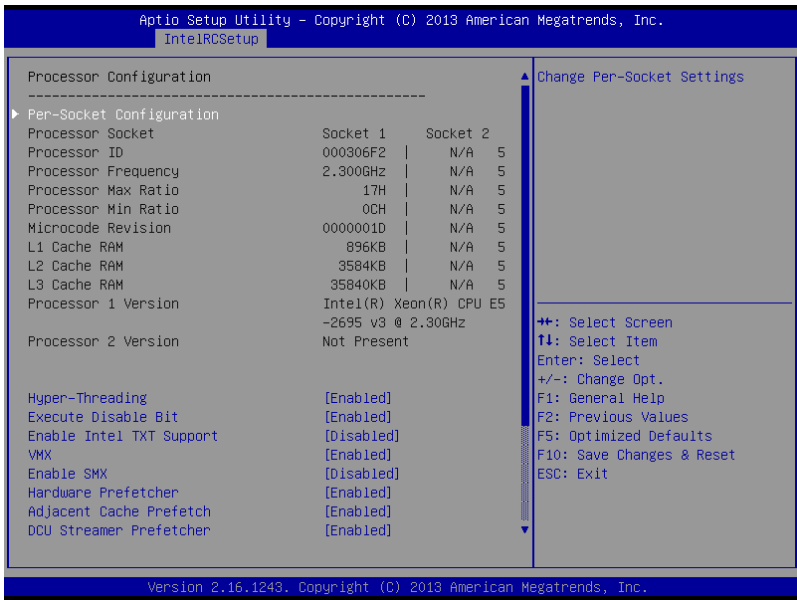 Aptio Setup Utility – Copyright (C) 2013 American Megatrends, Inc.
IntelRCSetup
Processor Configuration
--------------------------------------------------
Per-Socket Configuration
Processor Socket Socket 1 Socket 2
Processor ID 000306F2 | N/A 5
Processor Frequency 2.300GHz | N/A 5
Processor Max Ratio 17H | N/A 5
Processor Min Ratio 0CH | N/A 5
Microcode Revision 0000001D | N/A 5
L1 Cache RAM 896KB | N/A 5
L2 Cache RAM 3584KB | N/A 5
L3 Cache RAM 35840KB | N/A 5
Processor 1 Version Intel(R) Xeon(R) CPU E5
-2695 v3 @ 2.30GHz
Processor 2 Version Not Present
Hyper-Threading [Enabled]
Execute Disable Bit [Enabled]
Enable Intel TXT Support [Disabled]
VMX [Enabled]
Enable SMX [Disabled]
Hardware Prefetcher [Enabled]
Adjacent Cache Prefetch [Enabled]
DCU Streamer Prefetcher [Enabled]
Change Per-Socket Settings
→←: Select Screen
↑↓: Select Item
Enter: Select
+/-: Change Opt.
F1: General Help
F2: Previous Values
F5: Optimized Defaults
F10: Save Changes & Reset
ESC: Exit
Version 2.16.1243. Copyright (C) 2013 American Megatrends, Inc.